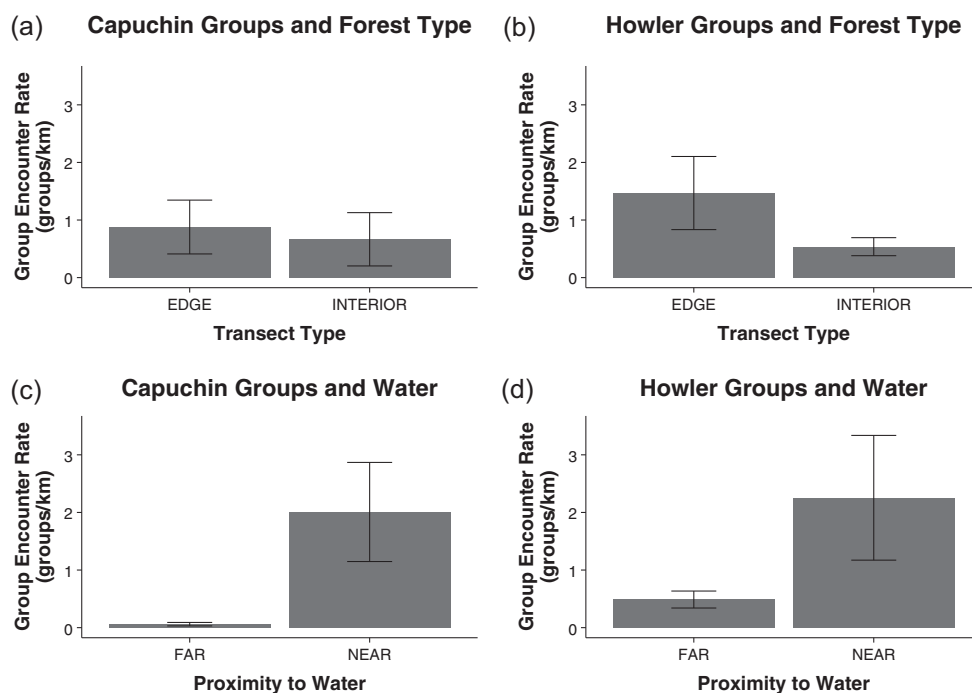 (a) Capuchin Groups and Forest Type
Group Encounter Rate
(groups/km)
3
2
1
0
EDGE INTERIOR
Transect Type
(b) Howler Groups and Forest Type
Group Encounter Rate
(groups/km)
3
2
1
0
EDGE INTERIOR
Transect Type
(c) Capuchin Groups and Water
Group Encounter Rate
(groups/km)
3
2
1
0
FAR NEAR
Proximity to Water
(d) Howler Groups and Water
Group Encounter Rate
(groups/km)
3
2
1
0
FAR NEAR
Proximity to Water